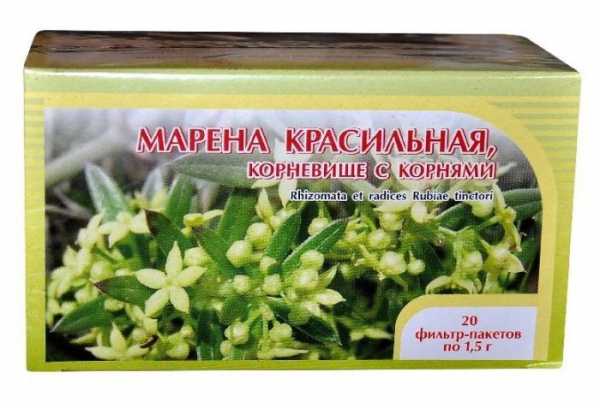 МАРЕНА КРАСИЛЬНАЯ,
КОРНЕВИЩЕ С КОРНЯМИ
Rhizomata et radices Rubiae tinctori
20
фильтр-пакетов
по 1,5 г